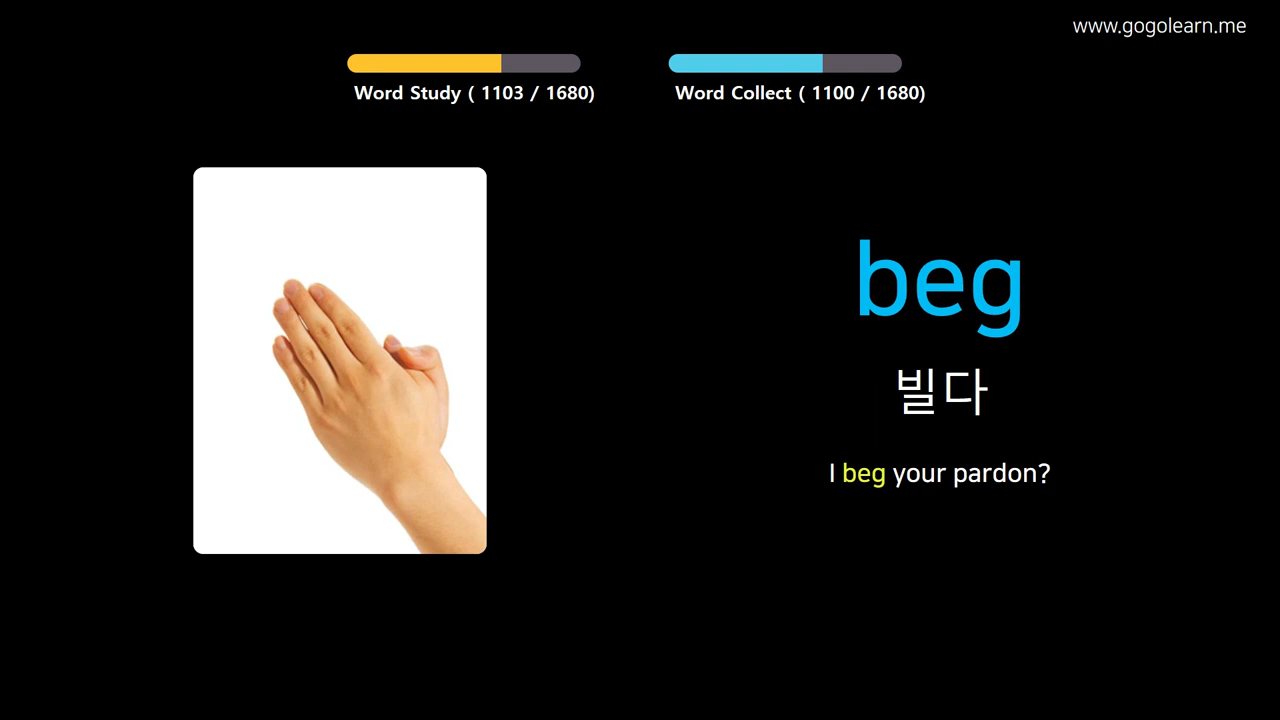 www.gogolearn.me
Word Study ( 1103 / 1680)
Word Collect ( 1100 / 1680)
beg
빌다
I beg your pardon?